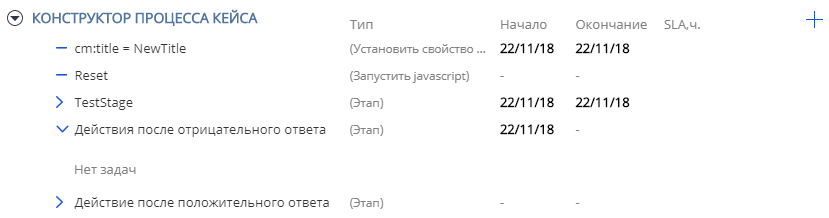 КОНСТРУКТОР ПРОЦЕССА КЕЙСА Тип Начало Окончание SLA,ч.
cm:title = NewTitle (Установить свойство ... 22/11/18 22/11/18
Reset (Запустить javascript) - -
TestStage (Этап) 22/11/18 22/11/18
Действия после отрицательного ответа (Этап) 22/11/18 -
Нет задач
Действие после положительного ответа (Этап) - -